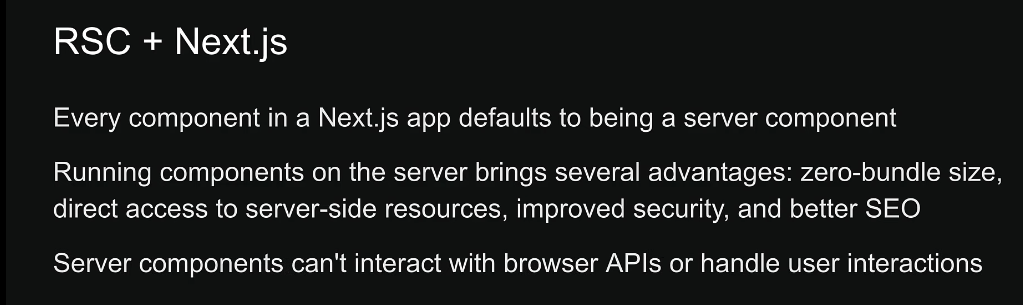 RSC + Next.js
Every component in a Next.js app defaults to being a server component
Running components on the server brings several advantages: zero-bundle size,
direct access to server-side resources, improved security, and better SEO
Server components can't interact with browser APIs or handle user interactions